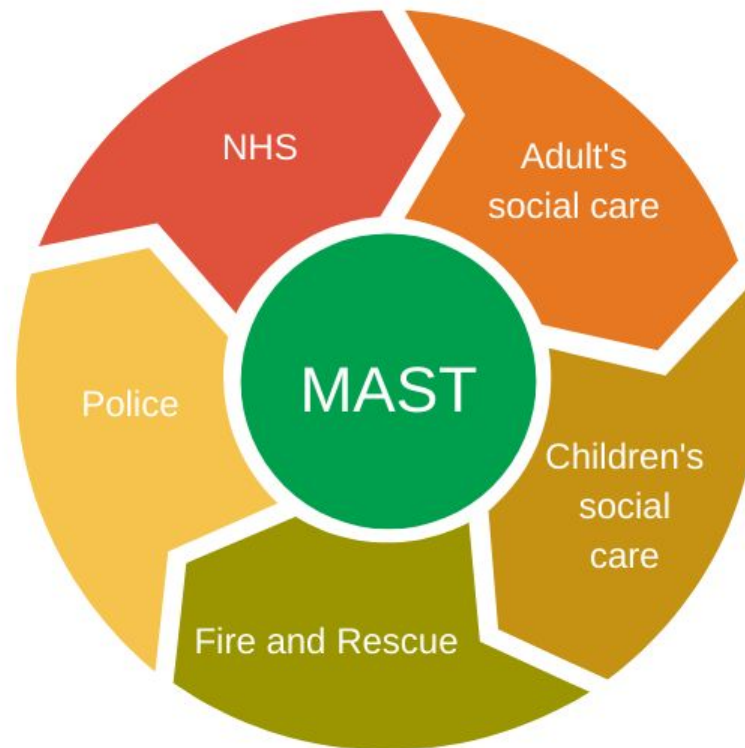 NHS
Adult's
social care
MAST
Police
Children's
social
care
Fire and Rescue